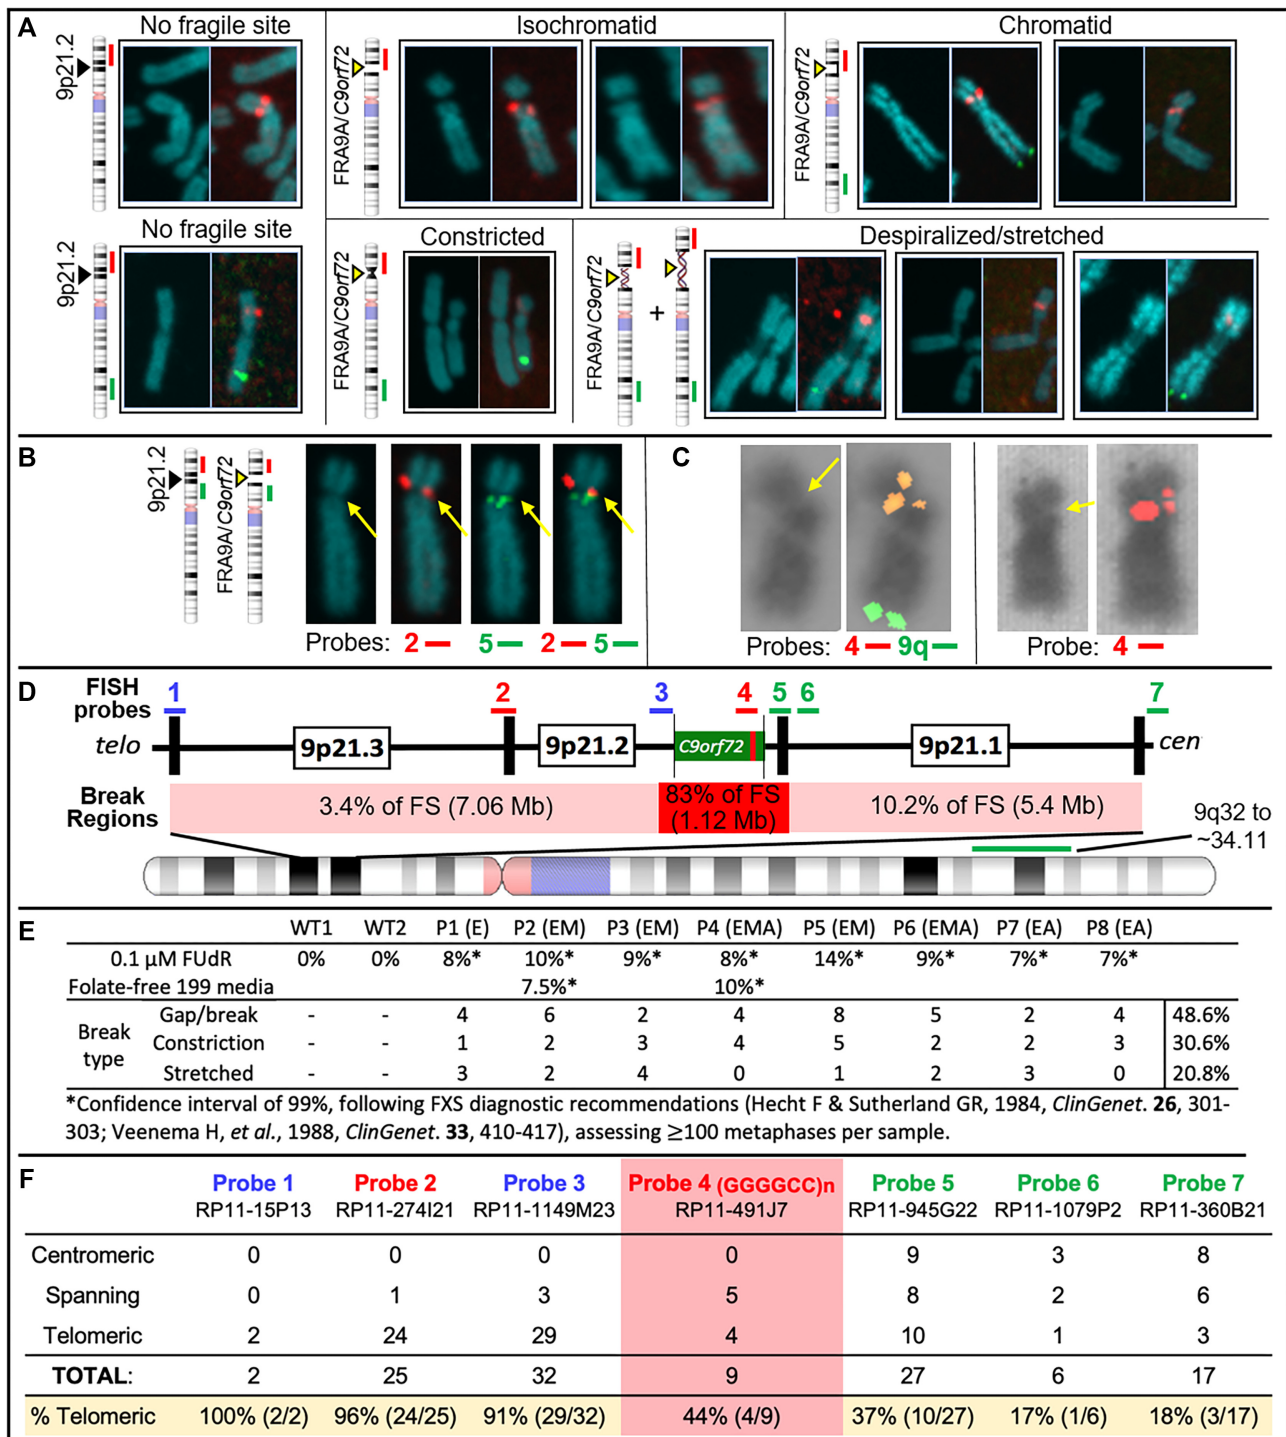 A
No fragile site
Isochromatid
Chromatid
9p21.2
FRA9A/C9orf72
FRA9A/C9orf72
No fragile site
Constricted
Despiralized/stretched
9p21.2
FRA9A/C9orf72
FRA9A/C9orf72
+
B
9p21.2
FRA9A/C9orf72
Probes: 2 5 2 5
C
Probes: 4 9q
Probe: 4
D
FISH probes
1 2 3 4 5 6 7
telo 9p21.3 9p21.2 C9orf72 9p21.1 cen
Break Regions
3.4% of FS (7.06 Mb)
83% of FS
(1.12 Mb)
10.2% of FS (5.4 Mb)
9q32 to
~34.11
E
WT1 WT2 P1 (E) P2 (EM) P3 (EM) P4 (EMA) P5 (EM) P6 (EMA) P7 (EA) P8 (EA)
0.1 µM FUdR 0% 0% 8%* 10%* 9%* 8%* 14%* 9%* 7%* 7%*
Folate-free 199 media 7.5%* 10%*
Break type
Gap/break - - 4 6 2 4 8 5 2 4 48.6%
Constriction - - 1 2 3 4 5 2 2 3 30.6%
Stretched - - 3 2 4 0 1 2 3 0 20.8%
*Confidence interval of 99%, following FXS diagnostic recommendations (Hecht F & Sutherland GR, 1984, ClinGenet. 26, 301-
303; Veenema H, et al., 1988, ClinGenet. 33, 410-417), assessing ≥100 metaphases per sample.
F
Probe 1 Probe 2 Probe 3 Probe 4 (GGGGCC)n Probe 5 Probe 6 Probe 7
RP11-15P13 RP11-274I21 RP11-1149M23 RP11-491J7 RP11-945G22 RP11-1079P2 RP11-360B21
Centromeric 0 0 0 0 9 3 8
Spanning 0 1 3 5 8 2 6
Telomeric 2 24 29 4 10 1 3
TOTAL: 2 25 32 9 27 6 17
% Telomeric 100% (2/2) 96% (24/25) 91% (29/32) 44% (4/9) 37% (10/27) 17% (1/6) 18% (3/17)